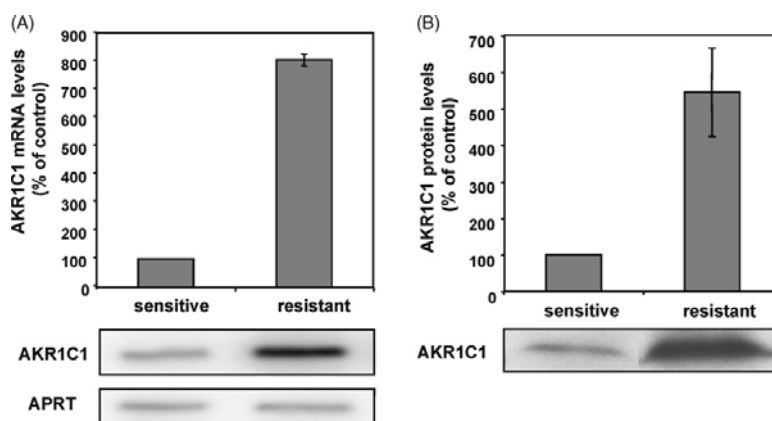 (A)
AKR1C1 mRNA levels
(% of control)
900
800
700
600
500
400
300
200
100
0
sensitive
resistant
AKR1C1
APRT
(B)
AKR1C1 protein levels
(% of control)
700
600
500
400
300
200
100
0
sensitive
resistant
AKR1C1